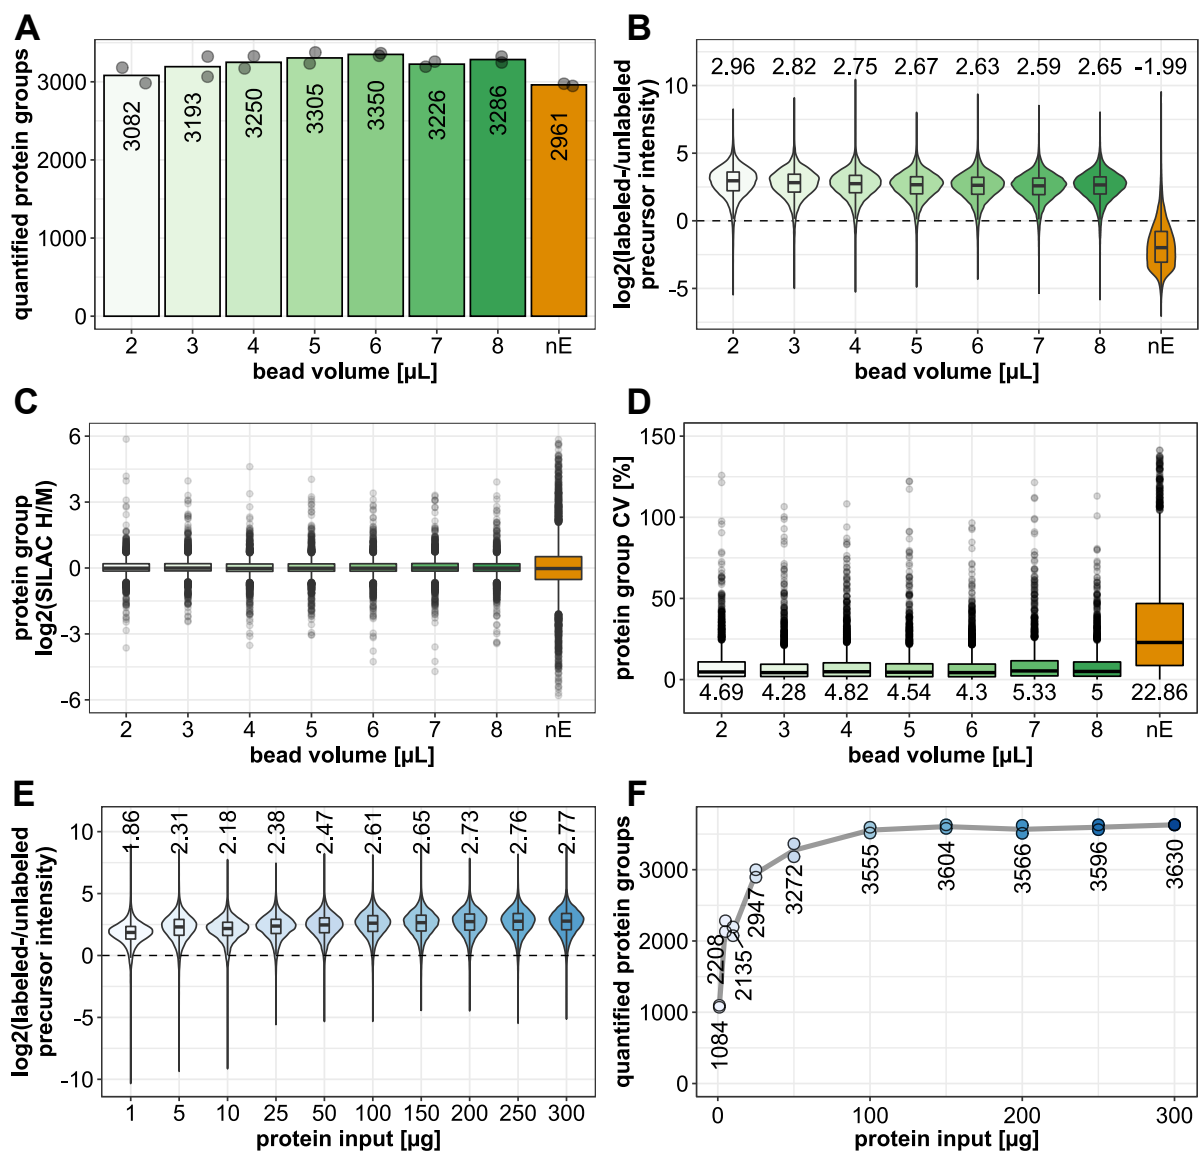 A
quantified protein groups
3000
2000
1000
0
3082
3193
3250
3305
3350
3226
3286
2961
2 3 4 5 6 7 8 nE
bead volume [µL]
B
log2(labeled-/unlabeled
precursor intensity)
10
5
0
-5
2.96 2.82 2.75 2.67 2.63 2.59 2.65 -1.99
2 3 4 5 6 7 8 nE
bead volume [µL]
C
protein group
log2(SILAC H/M)
6
3
0
-3
-6
2 3 4 5 6 7 8 nE
bead volume [µL]
D
protein group CV [%]
150
100
50
0
4.69 4.28 4.82 4.54 4.3 5.33 5 22.86
2 3 4 5 6 7 8 nE
bead volume [µL]
E
log2(labeled-/unlabeled
precursor intensity)
10
5
0
-5
-10
1.86
2.31
2.18
2.38
2.47
2.61
2.65
2.73
2.76
2.77
1 5 10 25 50 100 150 200 250 300
protein input [µg]
F
quantified protein groups
3000
2000
1000
0
1084
2208
2135
2947
3272
3555
3604
3566
3596
3630
0 100 200 300
protein input [µg]